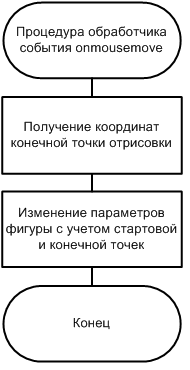 Процедура обработчика
события onmousemove
Получение координат
конечной точки отрисовки
Изменение параметров
фигуры с учетом стартовой
и конечной точек
Конец